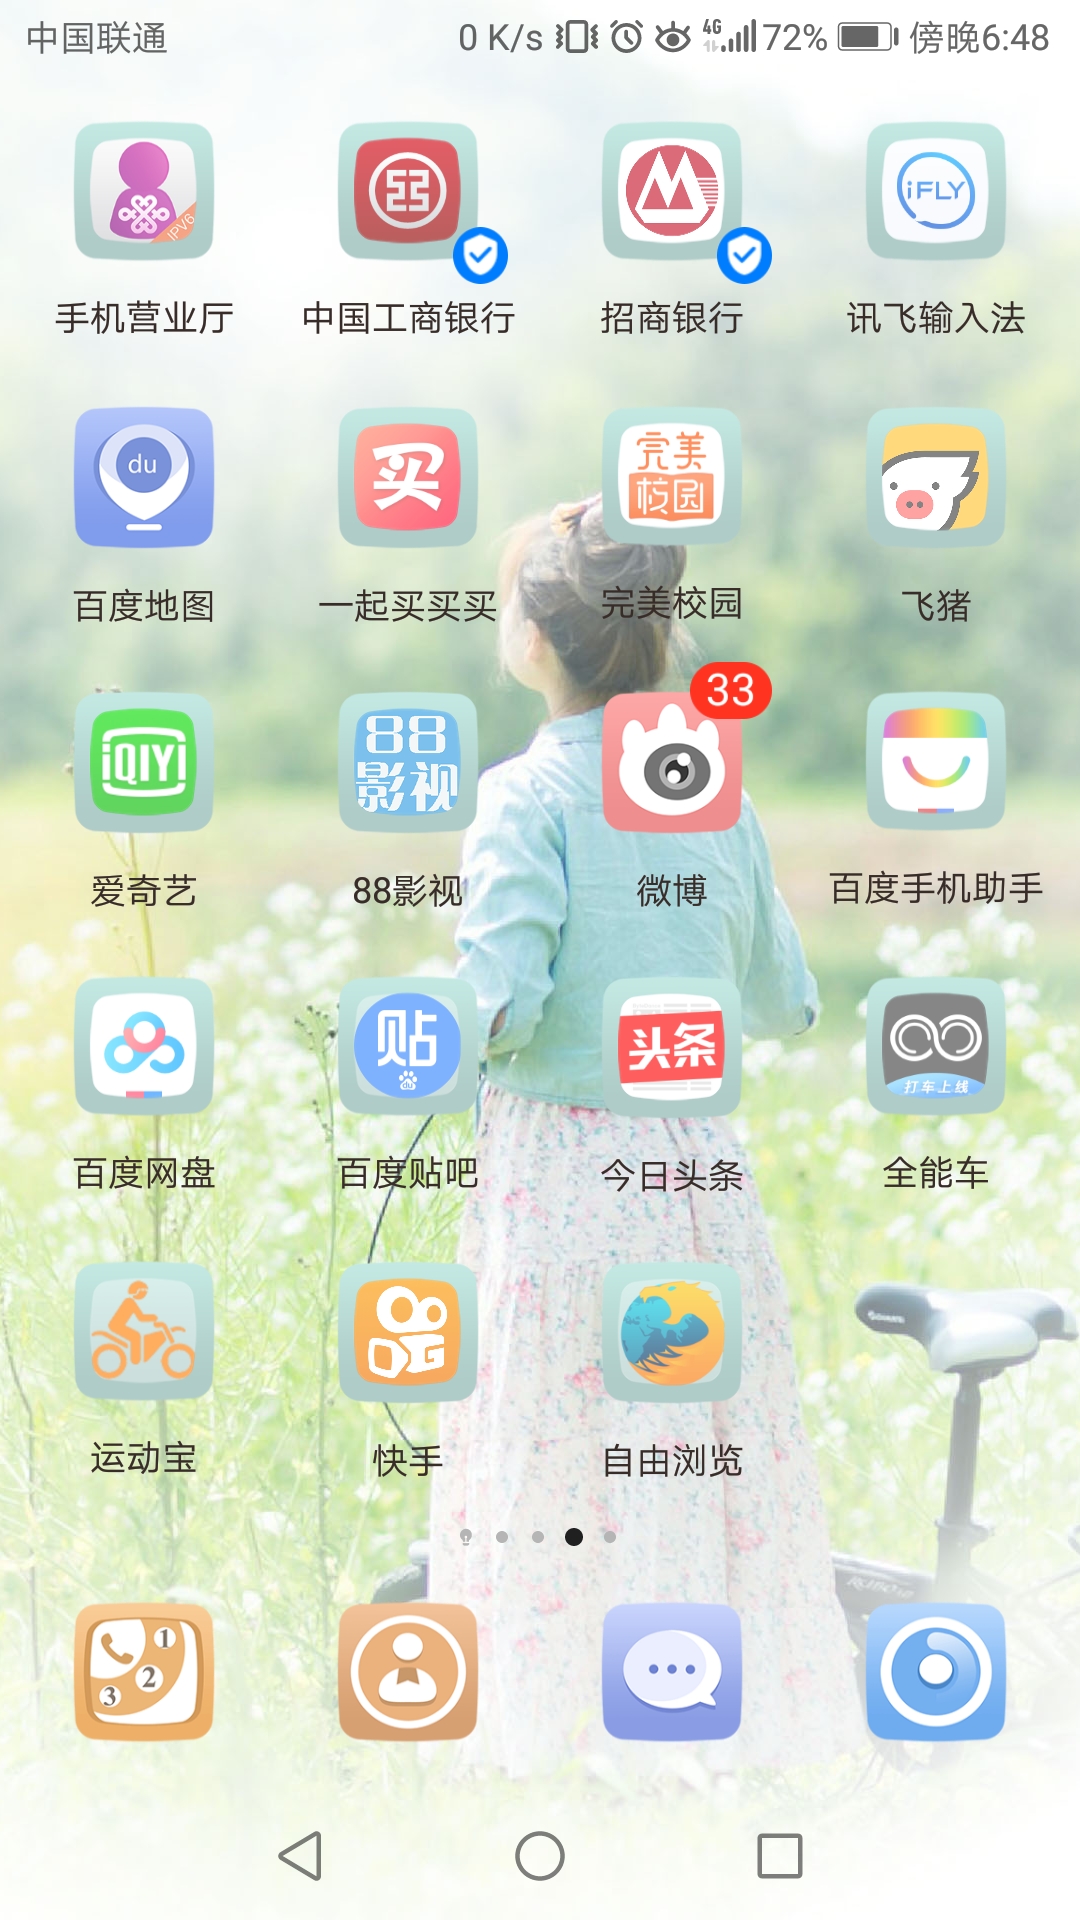 中国联通 0 K/s 4G 72% 傍晚6:48
IPV6
iFLY
手机营业厅 中国工商银行 招商银行 讯飞输入法
du 买 完美校园
百度地图 一起买买买 完美校园 飞猪
33
iQIYI 88影视
爱奇艺 88影视 微博 百度手机助手
贴 du 头条 打车上线
百度网盘 百度贴吧 今日头条 全能车
运动宝 快手 自由浏览
1
2
3